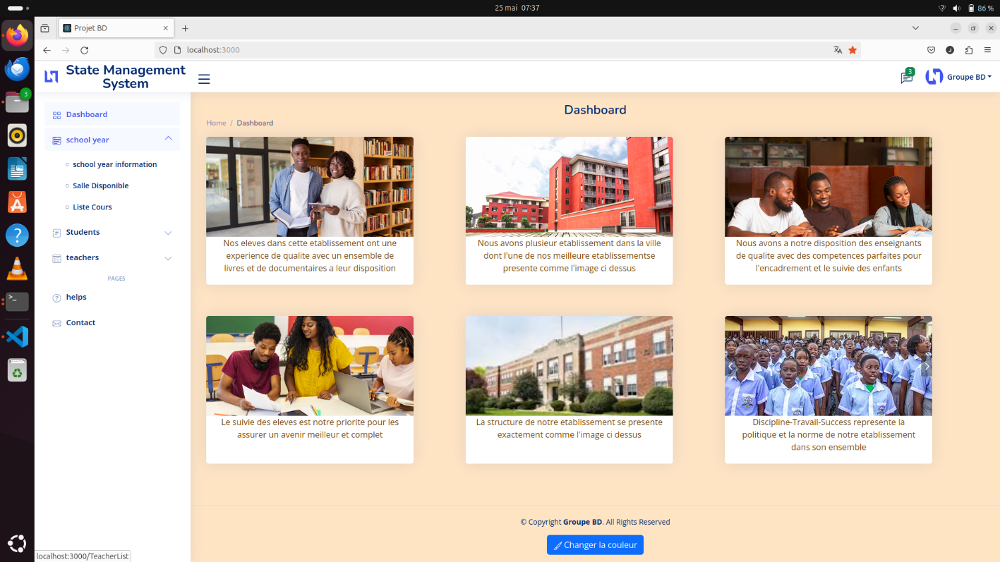 25 mai 07:37
86 %
Projet BD
localhost:3000
3
State Management
System
3
Groupe BD
Dashboard
school year
school year information
Salle Disponible
Liste Cours
Students
teachers
PAGES
helps
Contact
Dashboard
Home / Dashboard
Nos eleves dans cette etablissement ont une
experience de qualite avec un ensemble de
livres et de documentaires a leur disposition
Nous avons plusieur etablissement dans la ville
dont l'une de nos meilleure etablissementse
presente comme l'image ci dessus
Nous avons a notre disposition des enseignants
de qualite avec des competences parfaites pour
l'encadrement et le suivie des enfants
Le suivie des eleves est notre priorite pour les
assurer un avenir meilleur et complet
La structure de notre etablissement se presente
exactement comme l'image ci dessus
Discipline-Travail-Success represente la
politique et la norme de notre etablissement
dans son ensemble
© Copyright Groupe BD. All Rights Reserved
Changer la couleur
localhost:3000/TeacherList